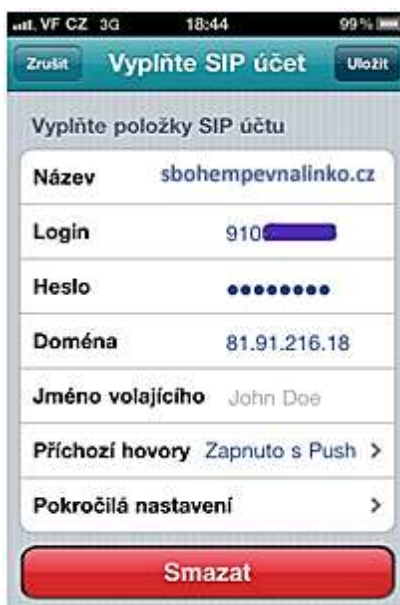 VF CZ 3G 18:44 99 %
Zrušit Vyplňte SIP účet Uložit
Vyplňte položky SIP účtu
Název sbohempevnalinko.cz
Login 910
Heslo ••••••••
Doména 81.91.216.18
Jméno volajícího John Doe
Příchozí hovory Zapnuto s Push >
Pokročilá nastavení >
Smazat